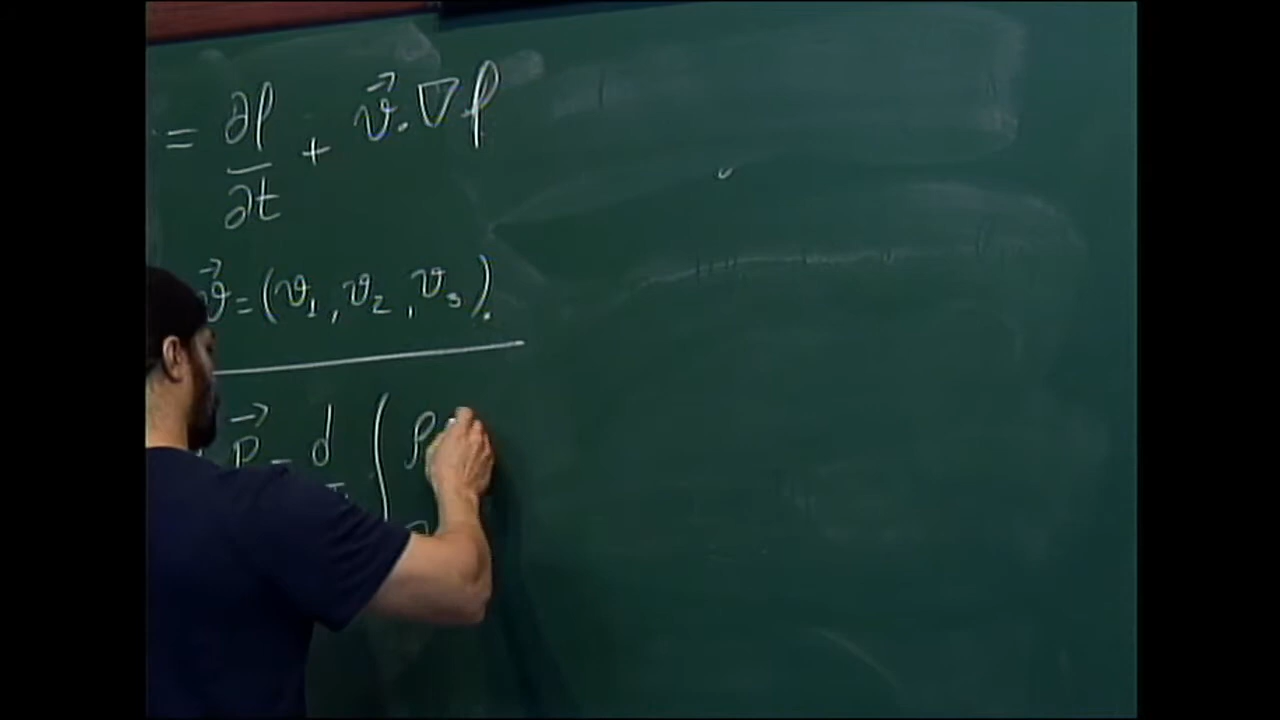 = ∂ρ/∂t + v⃗ · ∇ρ
v⃗ = (v₁, v₂, v₃).
p⃗ = d ∫ ρ